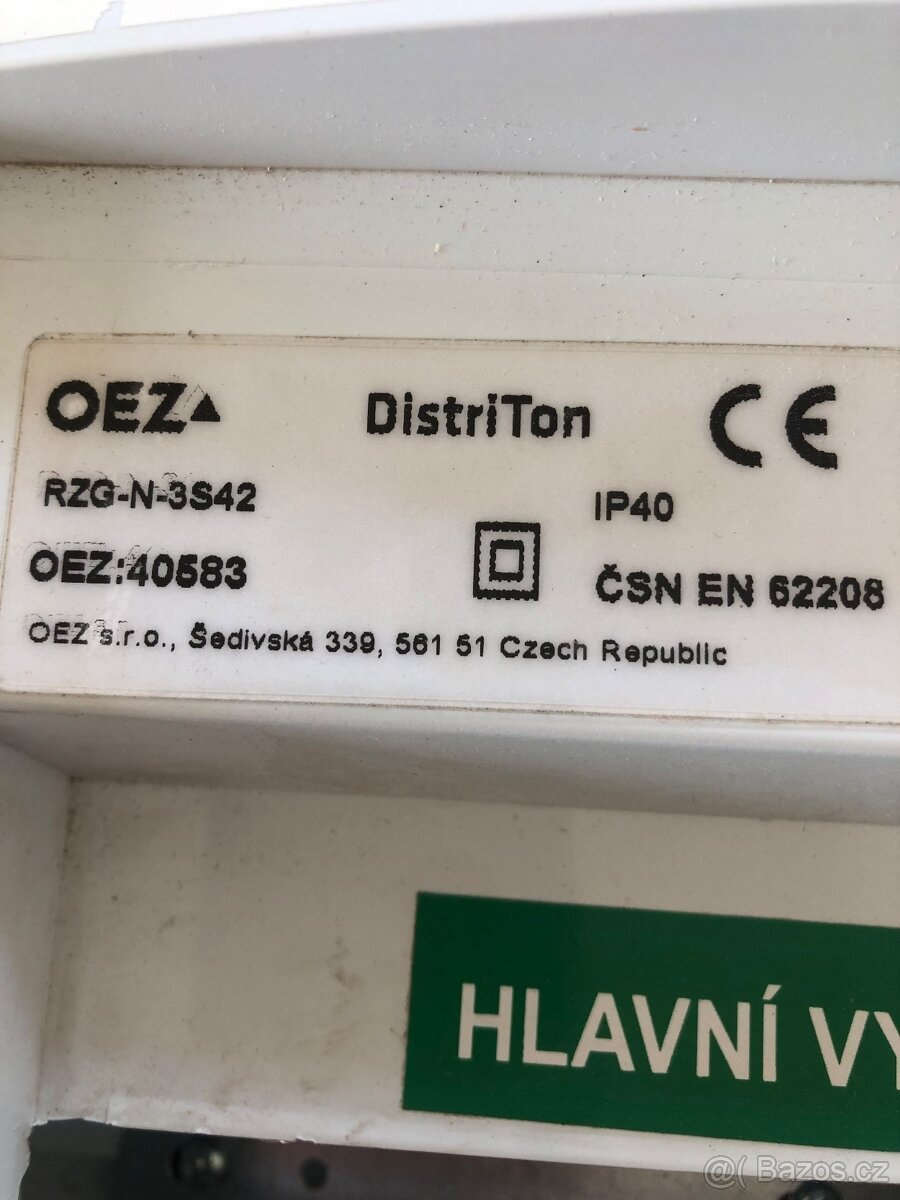 OEZ DistriTon CE
RZG-N-3S42 IP40
OEZ:40583 ČSN EN 62208
OEZ s.r.o., Šedivská 339, 561 51 Czech Republic
HLAVNÍ VY
@( Bazos.cz